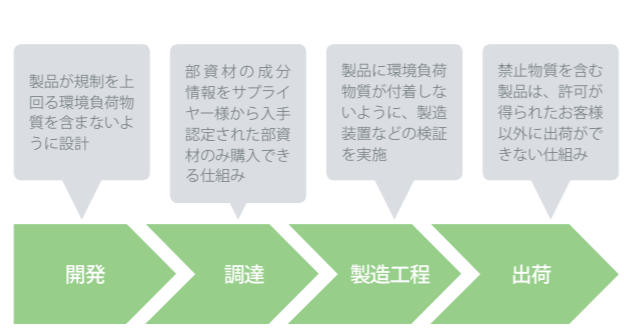 製品が規制を上
回る環境負荷物
質を含まないよ
うに設計
部資材の成分
情報をサプライ
ヤー様から入手
認定された部資
材のみ購入でき
る仕組み
製品に環境負荷
物質が付着しな
いように、製造
装置などの検証
を実施
禁止物質を含む
製品は、許可が
得られたお客様
以外に出荷がで
きない仕組み
開発
調達
製造工程
出荷